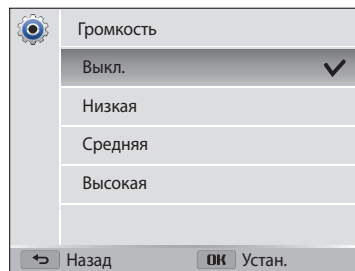 Громкость
Выкл.
Низкая
Средняя
Высокая
Назад OK Устан.